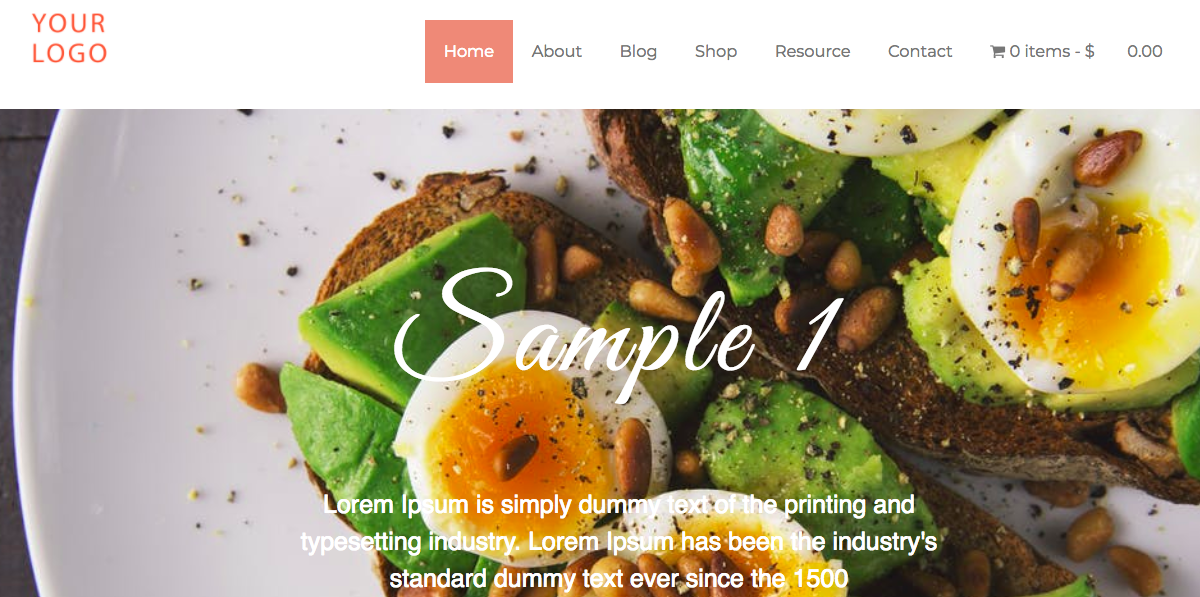 YOUR
LOGO
Home About Blog Shop Resource Contact 0 items - $ 0.00
Sample 1
Lorem Ipsum is simply dummy text of the printing and
typesetting industry. Lorem Ipsum has been the industry's
standard dummy text ever since the 1500